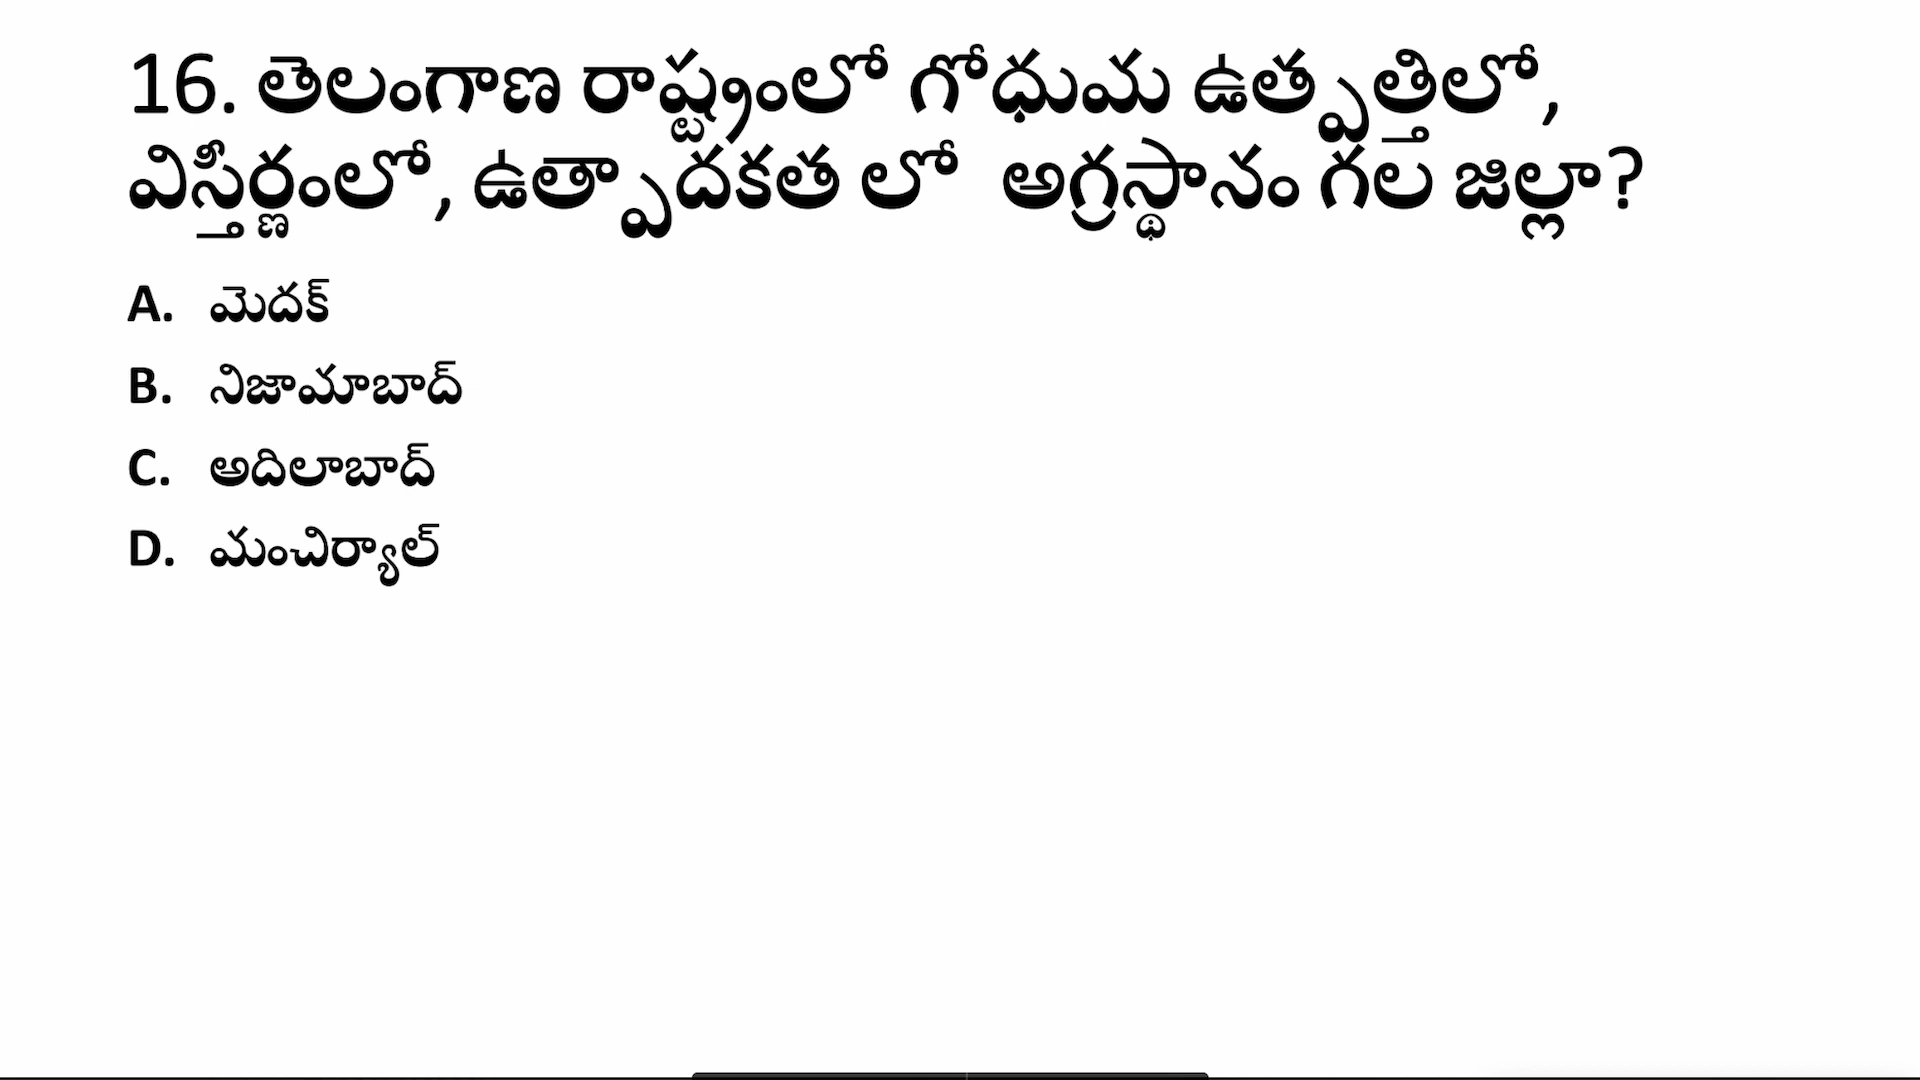 16. తెలంగాణ రాష్ట్రంలో గోధుమ ఉత్పత్తిలో,
విస్తీర్ణంలో, ఉత్పాదకత లో అగ్రస్థానం గల జిల్లా?
A. మెదక్
B. నిజామాబాద్
C. అదిలాబాద్
D. మంచిర్యాల్